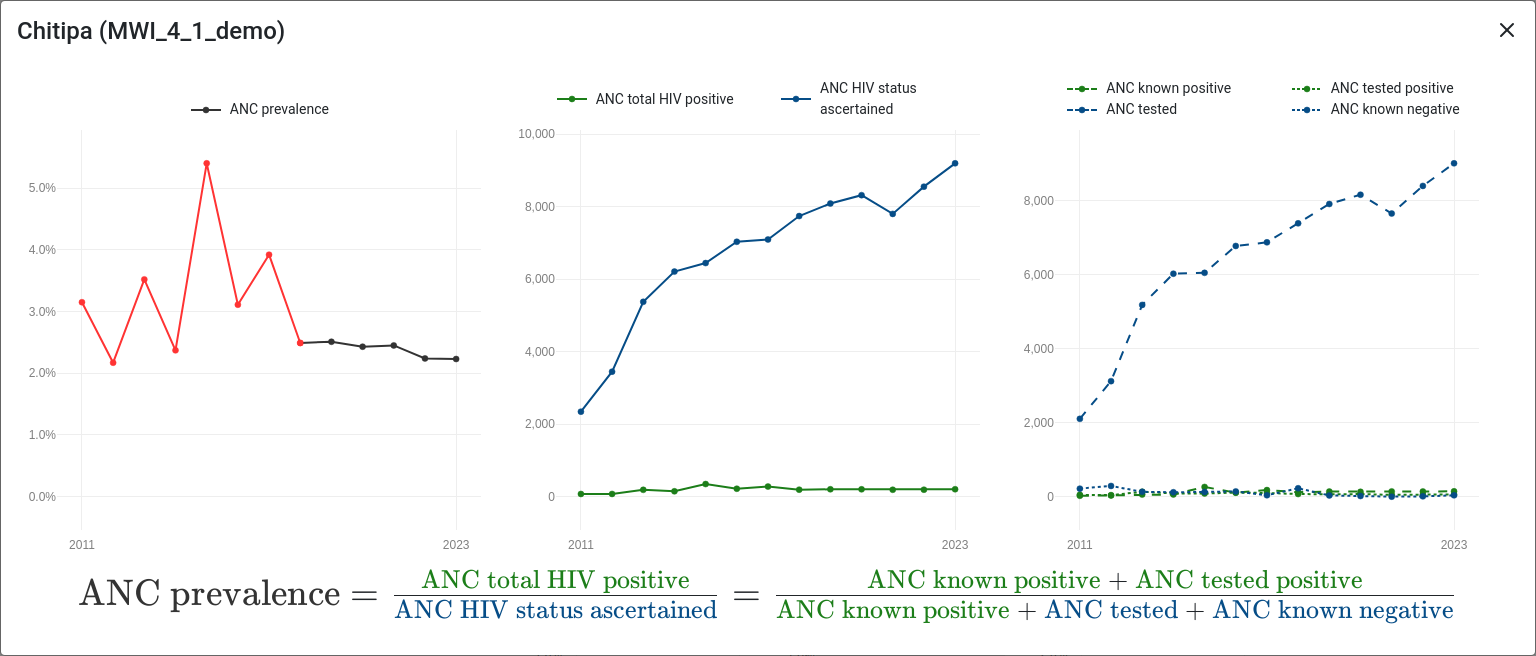 Chitipa (MWI_4_1_demo)
ANC prevalence
5.0%
4.0%
3.0%
2.0%
1.0%
0.0%
2011 2023
ANC total HIV positive ANC HIV status
ascertained
10,000
8,000
6,000
4,000
2,000
0
2011 2023
ANC known positive ANC tested positive
ANC tested ANC known negative
8,000
6,000
4,000
2,000
0
2011 2023
ANC prevalence = ANC total HIV positive / ANC HIV status ascertained = ANC known positive + ANC tested positive / ANC known positive + ANC tested + ANC known negative